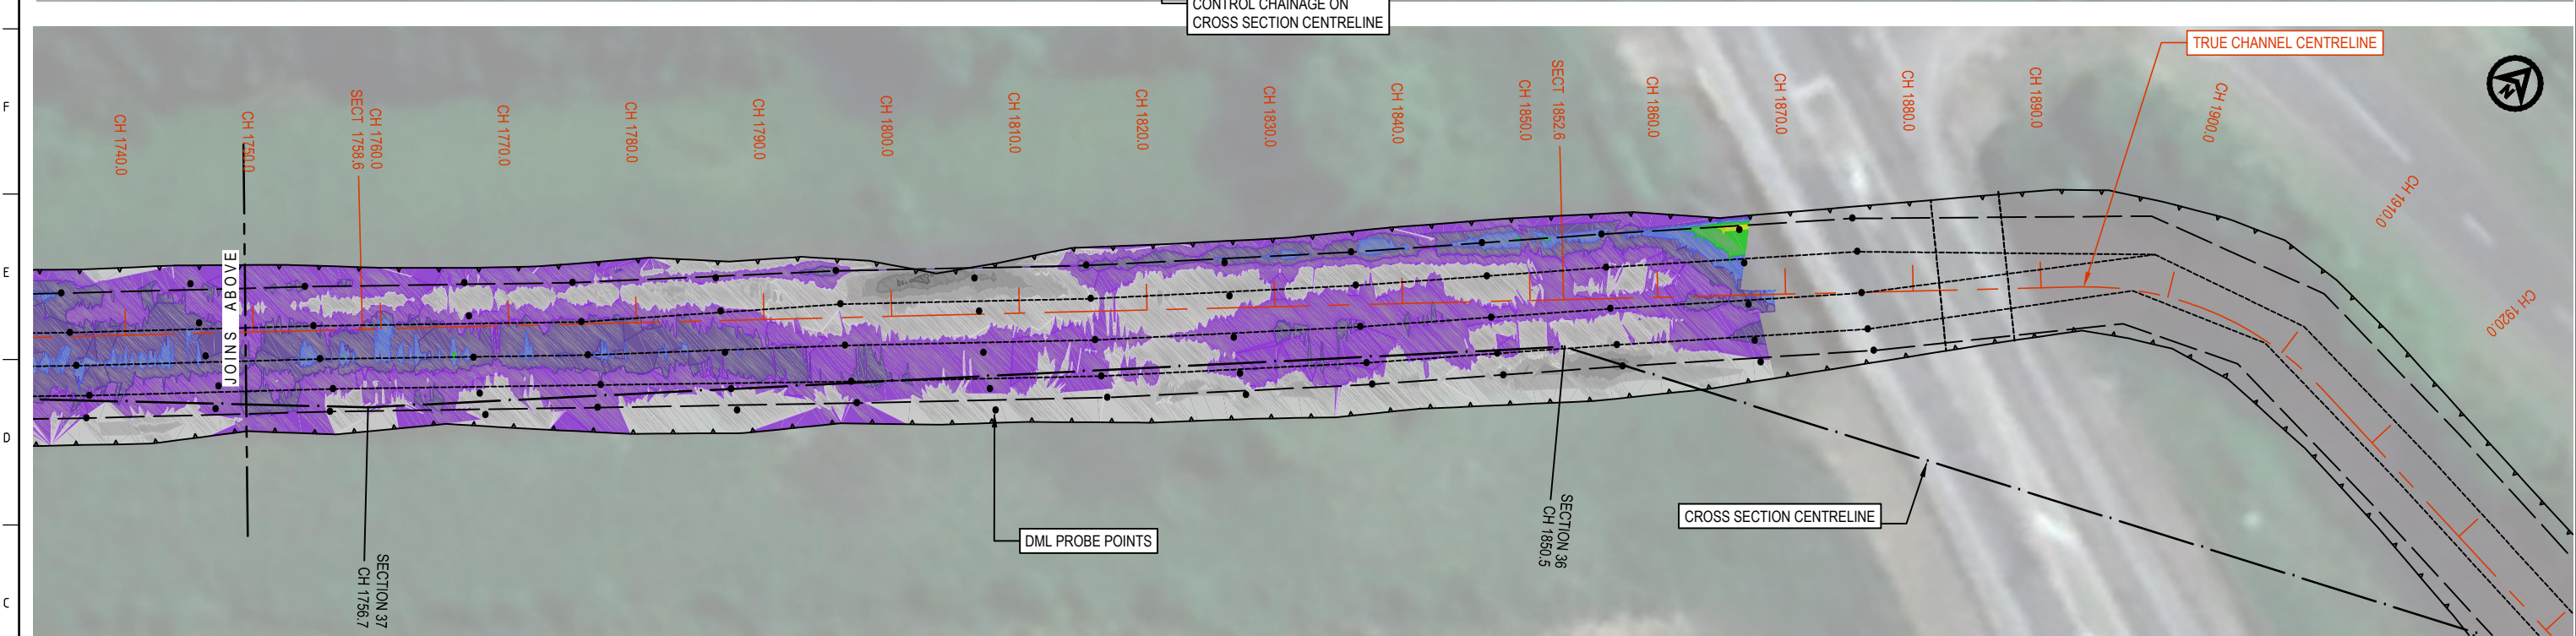 CONTROL CHAINAGE ON
CROSS SECTION CENTRELINE
TRUE CHANNEL CENTRELINE
N
F
E
D
C
CH 1740.0
CH 1750.0
SECT 1758.6
CH 1760.0
CH 1770.0
CH 1780.0
CH 1790.0
CH 1800.0
CH 1810.0
CH 1820.0
CH 1830.0
CH 1840.0
CH 1850.0
SECT 1852.6
CH 1860.0
CH 1870.0
CH 1880.0
CH 1890.0
CH 1900.0
CH 1910.0
CH 1920.0
JOINS ABOVE
SECTION 37
CH 1756.7
DML PROBE POINTS
SECTION 36
CH 1850.5
CROSS SECTION CENTRELINE